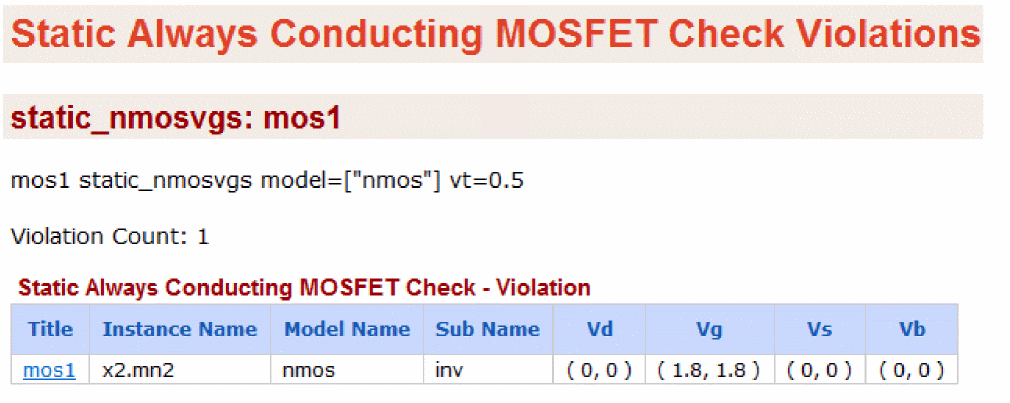 Static Always Conducting MOSFET Check Violations
static_nmosvgs: mos1
mos1 static_nmosvgs model=["nmos"] vt=0.5
Violation Count: 1
Static Always Conducting MOSFET Check - Violation
Title Instance Name Model Name Sub Name Vd Vg Vs Vb
mos1 x2.mn2 nmos inv ( 0, 0 ) ( 1.8, 1.8 ) ( 0, 0 ) ( 0, 0 )